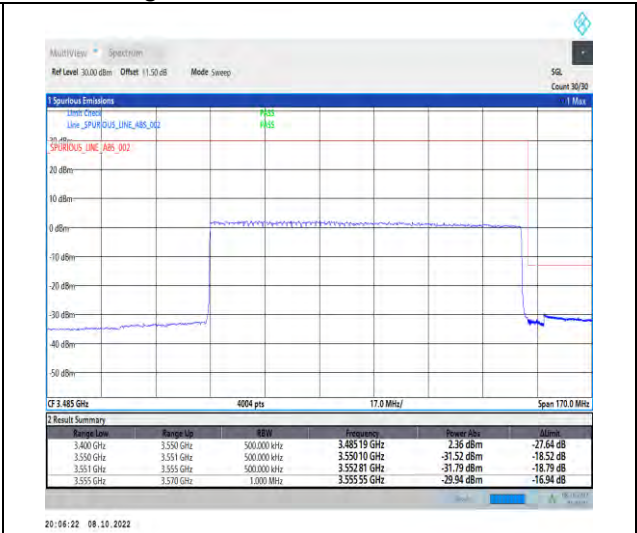 MultiView Spectrum
Ref Level 30.00 dBm Offset 11.50 dB Mode Sweep SGL
Count 30/30
1 Spurious Emissions 1 Max
Limit Check PASS
Line _SPURIOUS_LINE_ABS_002 PASS
_SPURIOUS_LINE_ABS_002
20 dBm
10 dBm
0 dBm
-10 dBm
-20 dBm
-30 dBm
-40 dBm
-50 dBm
CF 3.485 GHz 4004 pts 17.0 MHz/ Span 170.0 MHz
2 Result Summary
Range Low Range Up RBW Frequency Power Abs ΔLimit
3.400 GHz 3.550 GHz 500.000 kHz 3.485 19 GHz 2.36 dBm -27.64 dB
3.550 GHz 3.551 GHz 500.000 kHz 3.550 10 GHz -31.52 dBm -18.52 dB
3.551 GHz 3.555 GHz 500.000 kHz 3.552 81 GHz -31.79 dBm -18.79 dB
3.555 GHz 3.570 GHz 1.000 MHz 3.555 55 GHz -29.94 dBm -16.94 dB
20:06:22 08.10.2022